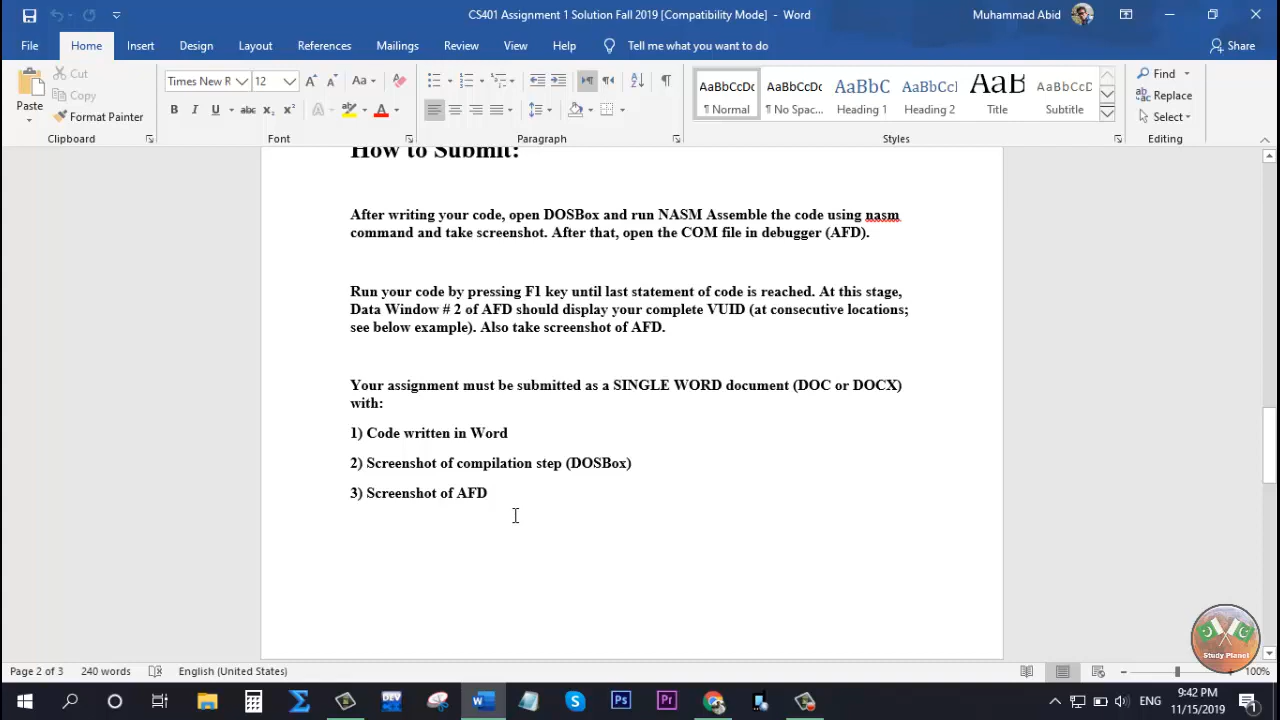 CS401 Assignment 1 Solution Fall 2019 [Compatibility Mode] - Word
Muhammad Abid
File Home Insert Design Layout References Mailings Review View Help Tell me what you want to do Share
Paste
Cut
Copy
Format Painter
Clipboard
Times New R 12
Font
Paragraph
AaBbCcDc AaBbCcDc AaBbC AaBbCcI AaB AaBbCcD
¶ Normal ¶ No Spac... Heading 1 Heading 2 Title Subtitle
Styles
Find
Replace
Select
Editing
How to Submit:
After writing your code, open DOSBox and run NASM Assemble the code using nasm
command and take screenshot. After that, open the COM file in debugger (AFD).
Run your code by pressing F1 key until last statement of code is reached. At this stage,
Data Window # 2 of AFD should display your complete VUID (at consecutive locations;
see below example). Also take screenshot of AFD.
Your assignment must be submitted as a SINGLE WORD document (DOC or DOCX)
with:
1) Code written in Word
2) Screenshot of compilation step (DOSBox)
3) Screenshot of AFD
Study Planet
Page 2 of 3 240 words English (United States) 100%
ENG
9:42 PM
11/15/2019